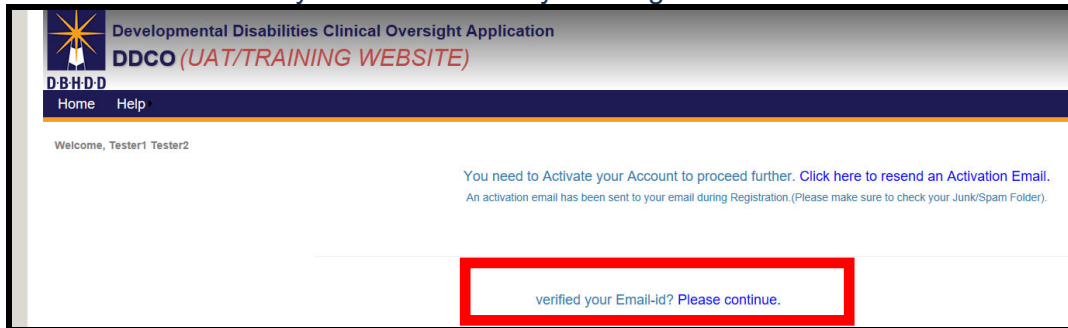 Developmental Disabilities Clinical Oversight Application
DDCO (UAT/TRAINING WEBSITE)
D·B·H·D·D
Home Help
Welcome, Tester1 Tester2
You need to Activate your Account to proceed further. Click here to resend an Activation Email.
An activation email has been sent to your email during Registration.(Please make sure to check your Junk/Spam Folder).
verified your Email-id? Please continue.